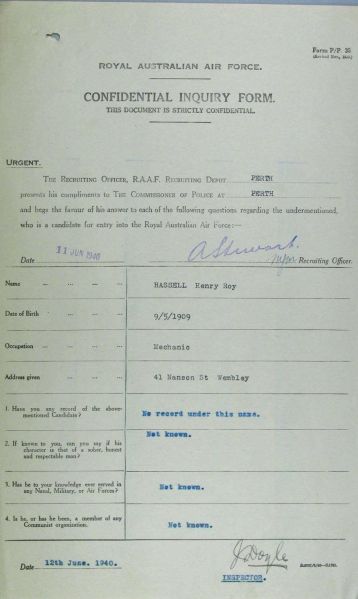 Form P/P. 35
ROYAL AUSTRALIAN AIR FORCE.
CONFIDENTIAL INQUIRY FORM.
THIS DOCUMENT IS STRICTLY CONFIDENTIAL.
URGENT.
THE RECRUITING OFFICER, R.A.A.F. RECRUITING DEPOT PERTH
presents his compliments to THE COMMISSIONER OF POLICE AT PERTH
and begs the favour of his answer to each of the following questions regarding the undermentioned,
who is a candidate for entry into the Royal Australian Air Force:—
Date 11 JUN 1940 A Stewart. Recruiting Officer.
Name ... ... ... HASSELL Henry Roy
Date of Birth ... ... 9/5/1909
Occupation ... ... Mechanic
Address given ... ... 41 Nanson St Wembley
1. Have you any record of the above-mentioned Candidate? No record under this name.
2. If known to you, can you say if his character is that of a sober, honest and respectable man? Not known.
3. Has he to your knowledge ever served in any Naval, Military, or Air Forces? Not known.
4. Is he, or has he been, a member of any Communist organization. Not known.
Date 12th June. 1940. J Doyle
INSPECTOR.